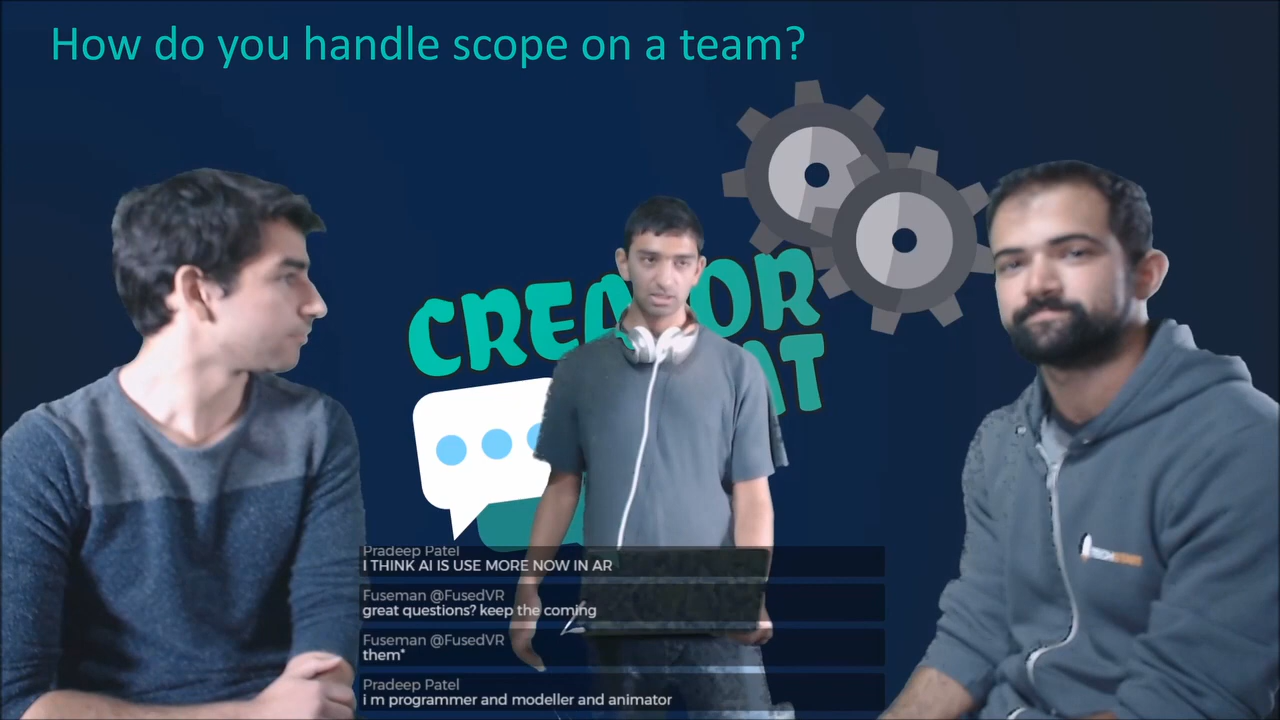 How do you handle scope on a team?
CREATOR
Pradeep Patel
I THINK AI IS USE MORE NOW IN AR
Fuseman @FusedVR
great questions? keep the coming
Fuseman @FusedVR
them*
Pradeep Patel
i m programmer and modeller and animator